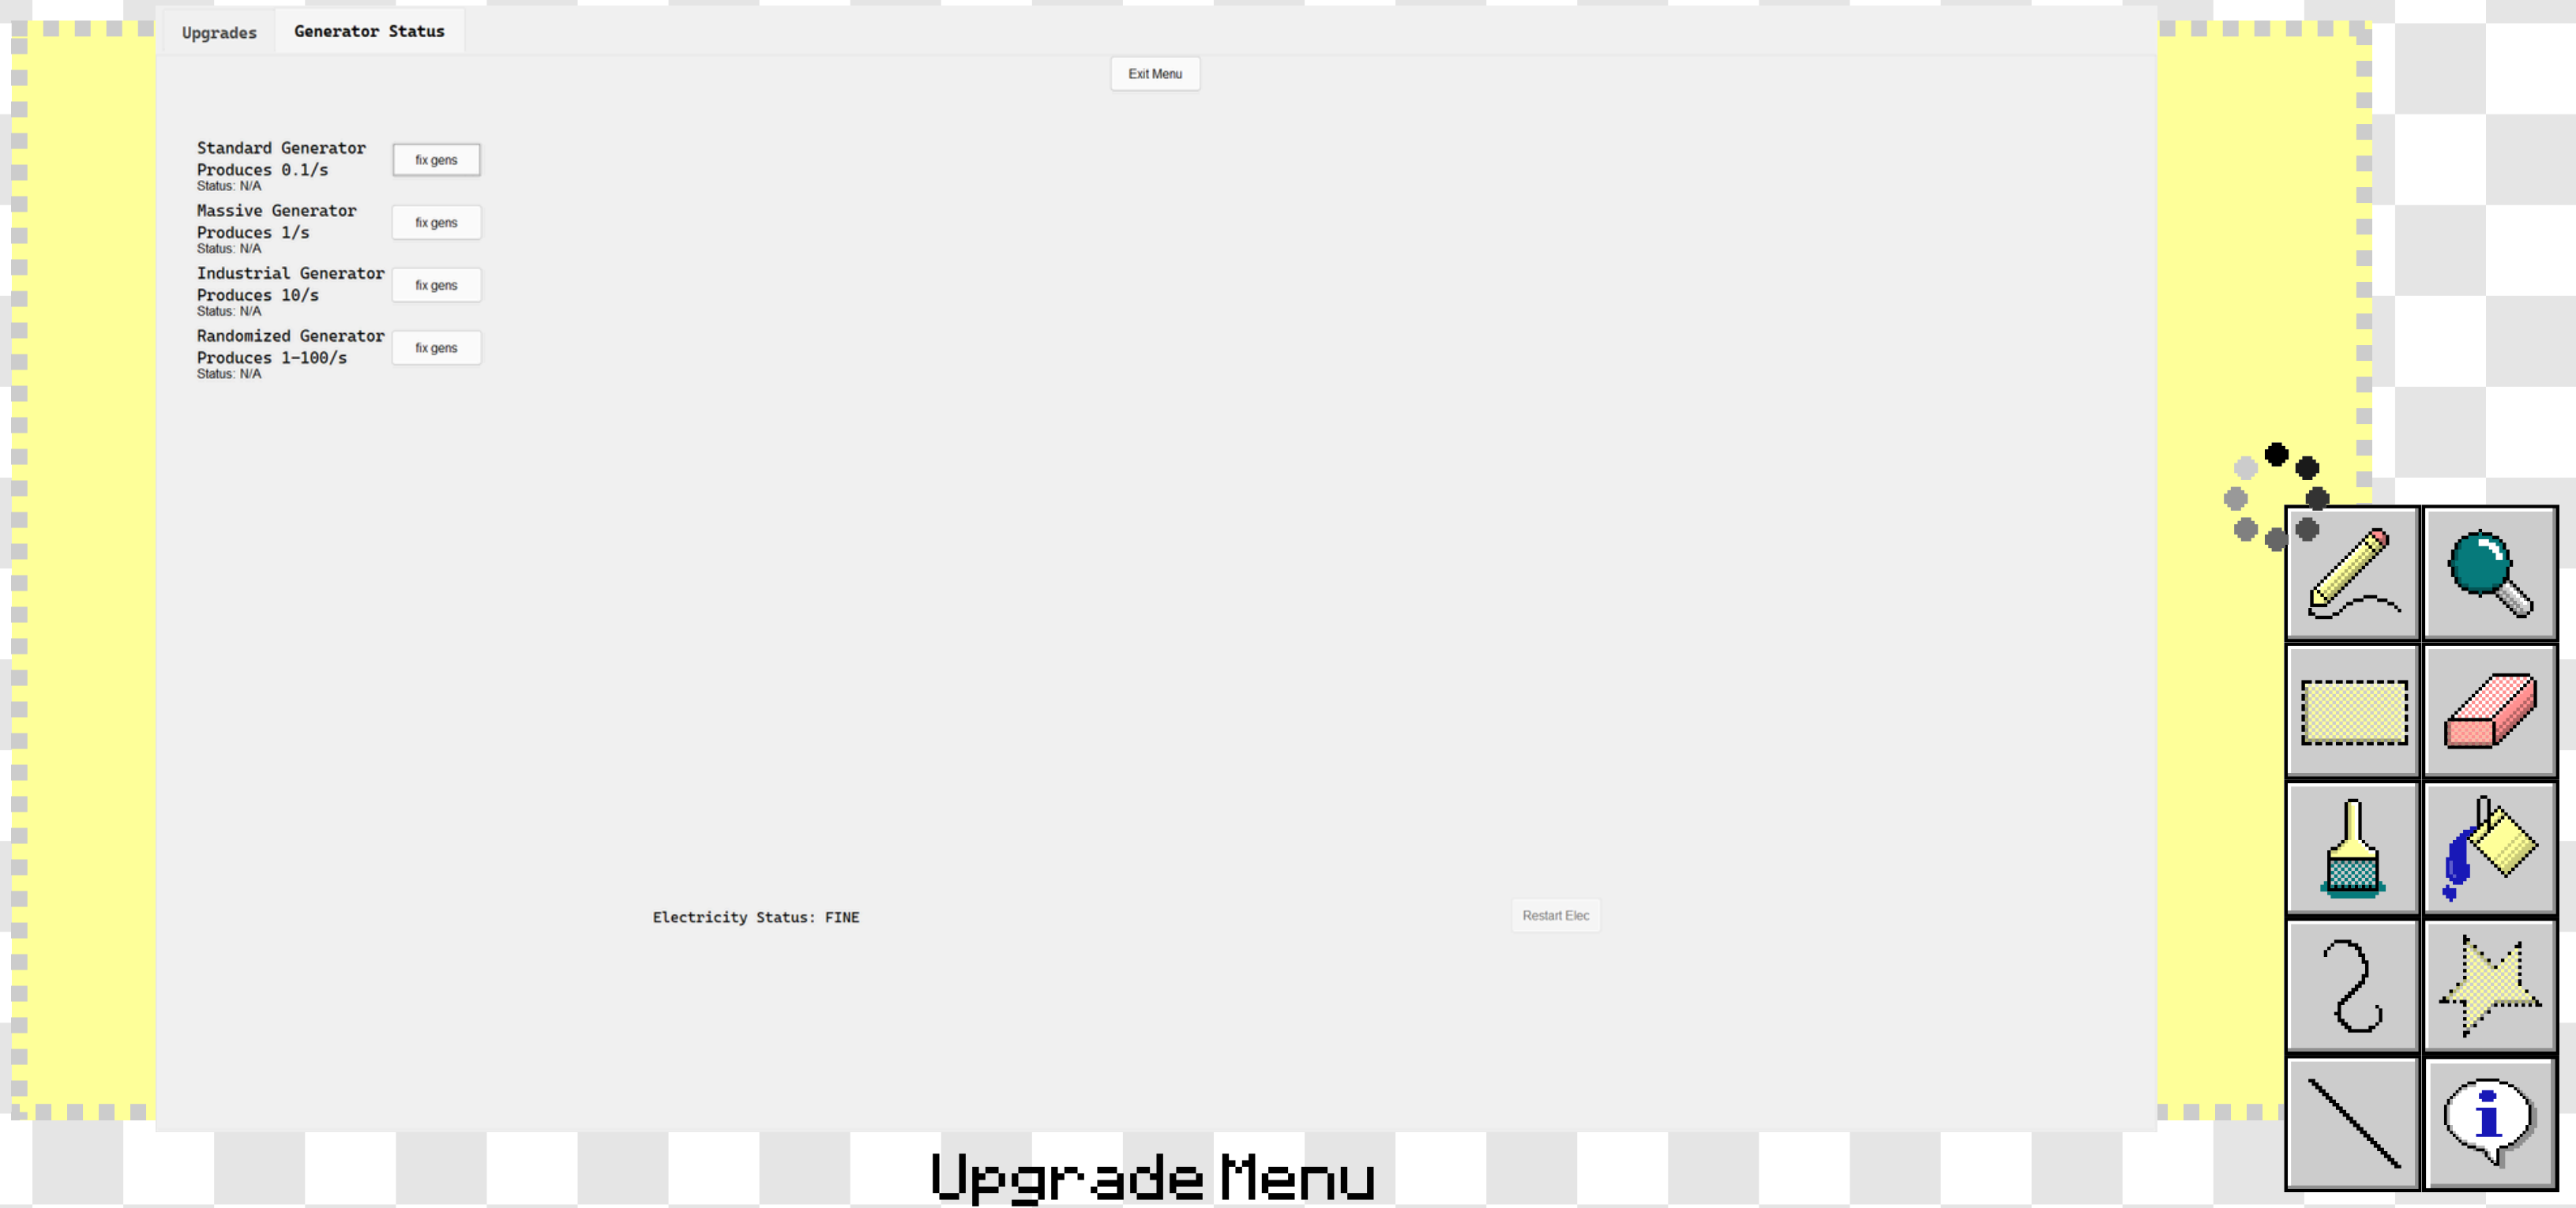 Upgrades
Generator Status
Exit Menu
Standard Generator
Produces 0.1/s
Status: N/A
fix gens
Massive Generator
Produces 1/s
Status: N/A
fix gens
Industrial Generator
Produces 10/s
Status: N/A
fix gens
Randomized Generator
Produces 1-100/s
Status: N/A
fix gens
Electricity Status: FINE
Restart Elec
i
Upgrade Menu